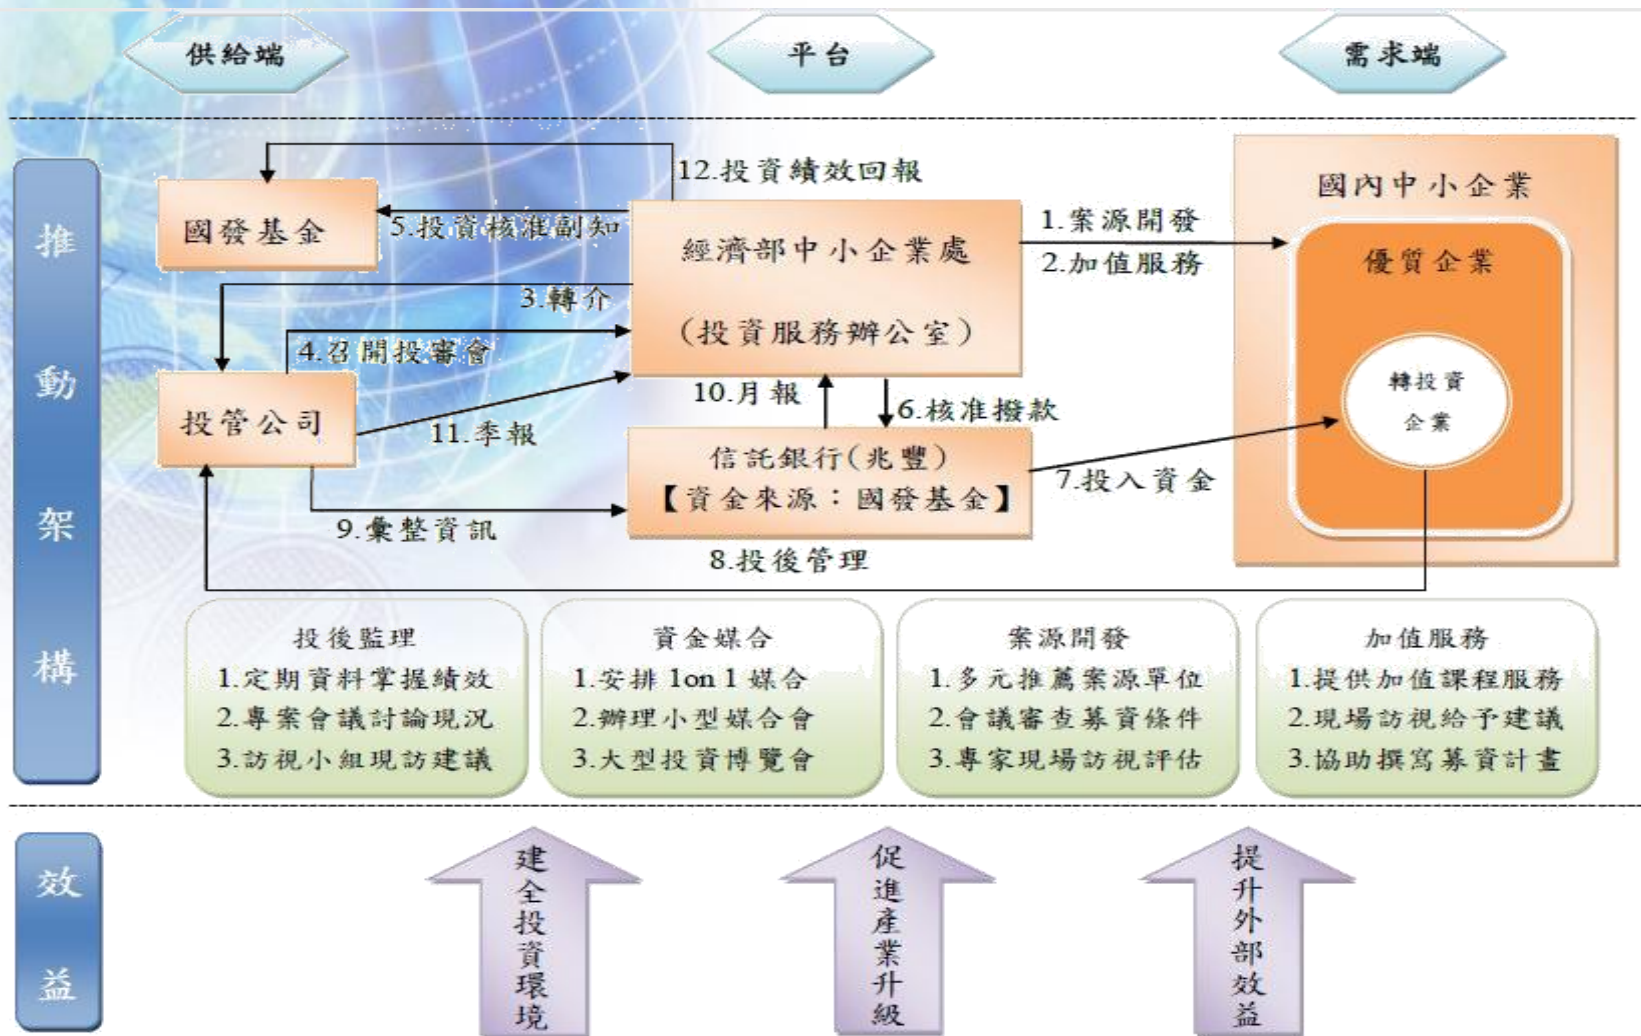 供給端
平台
需求端
推動架構
12.投資績效回報
國發基金
5.投資核准副知
經濟部中小企業處
(投資服務辦公室)
1.案源開發
2.加值服務
國內中小企業
優質企業
轉投資
企業
3.轉介
4.召開投審會
投管公司
11.季報
10.月報
6.核准撥款
信託銀行(兆豐)
【資金來源：國發基金】
7.投入資金
9.彙整資訊
8.投後管理
投後監理
1.定期資料掌握績效
2.專案會議討論現況
3.訪視小組現訪建議
資金媒合
1.安排 1on 1 媒合
2.辦理小型媒合會
3.大型投資博覽會
案源開發
1.多元推薦案源單位
2.會議審查募資條件
3.專家現場訪視評估
加值服務
1.提供加值課程服務
2.現場訪視給予建議
3.協助撰寫募資計畫
效益
建全投資環境
促進產業升級
提升外部效益